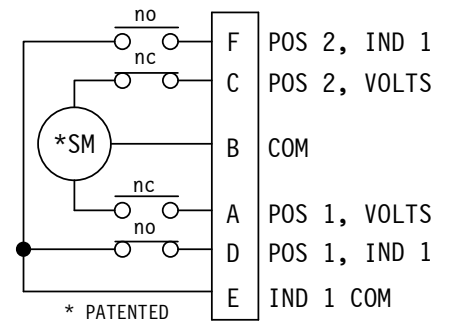 no
F POS 2, IND 1
nc
C POS 2, VOLTS
*SM
B COM
nc
A POS 1, VOLTS
no
D POS 1, IND 1
E IND 1 COM
* PATENTED